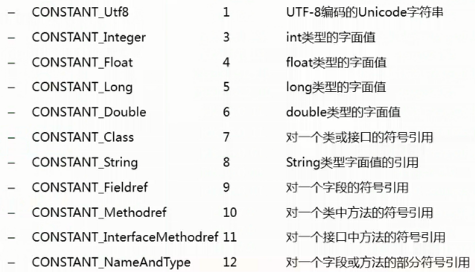 – CONSTANT_Utf8 1 UTF-8编码的Unicode字符串
– CONSTANT_Integer 3 int类型的字面值
– CONSTANT_Float 4 float类型的字面值
– CONSTANT_Long 5 long类型的字面值
– CONSTANT_Double 6 double类型的字面值
– CONSTANT_Class 7 对一个类或接口的符号引用
– CONSTANT_String 8 String类型字面值的引用
– CONSTANT_Fieldref 9 对一个字段的符号引用
– CONSTANT_Methodref 10 对一个类中方法的符号引用
– CONSTANT_InterfaceMethodref 11 对一个接口中方法的符号引用
– CONSTANT_NameAndType 12 对一个字段或方法的部分符号引用